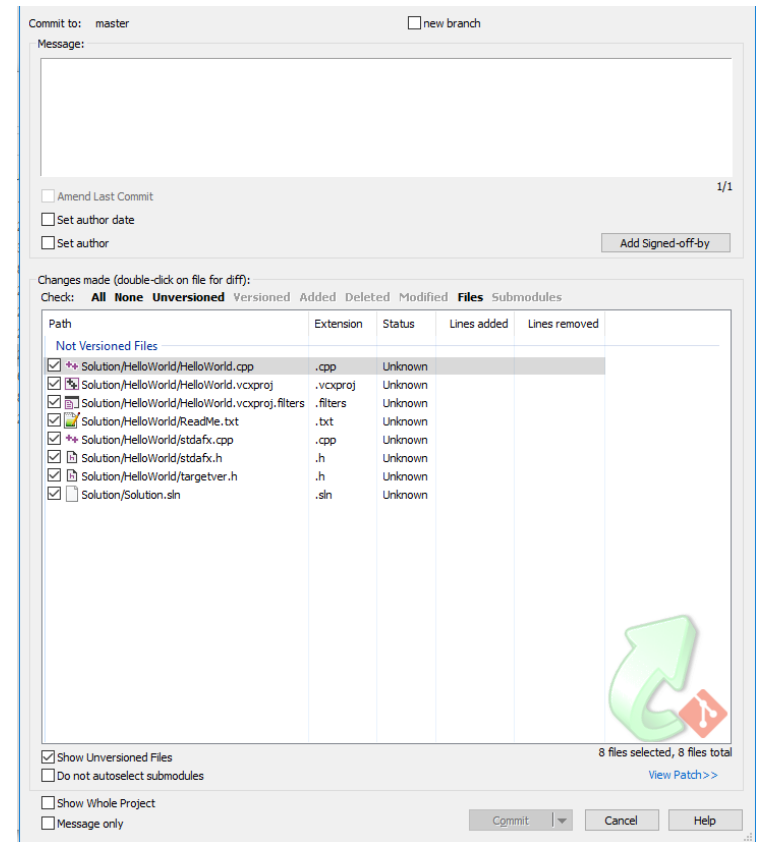 Commit to: master new branch
Message:
1/1
Amend Last Commit
Set author date
Set author Add Signed-off-by
Changes made (double-click on file for diff):
Check: All None Unversioned Versioned Added Deleted Modified Files Submodules
Path Extension Status Lines added Lines removed
Not Versioned Files
Solution/HelloWorld/HelloWorld.cpp .cpp Unknown
Solution/HelloWorld/HelloWorld.vcxproj .vcxproj Unknown
Solution/HelloWorld/HelloWorld.vcxproj.filters .filters Unknown
Solution/HelloWorld/ReadMe.txt .txt Unknown
Solution/HelloWorld/stdafx.cpp .cpp Unknown
Solution/HelloWorld/stdafx.h .h Unknown
Solution/HelloWorld/targetver.h .h Unknown
Solution/Solution.sln .sln Unknown
Show Unversioned Files 8 files selected, 8 files total
Do not autoselect submodules View Patch>>
Show Whole Project
Message only Commit Cancel Help